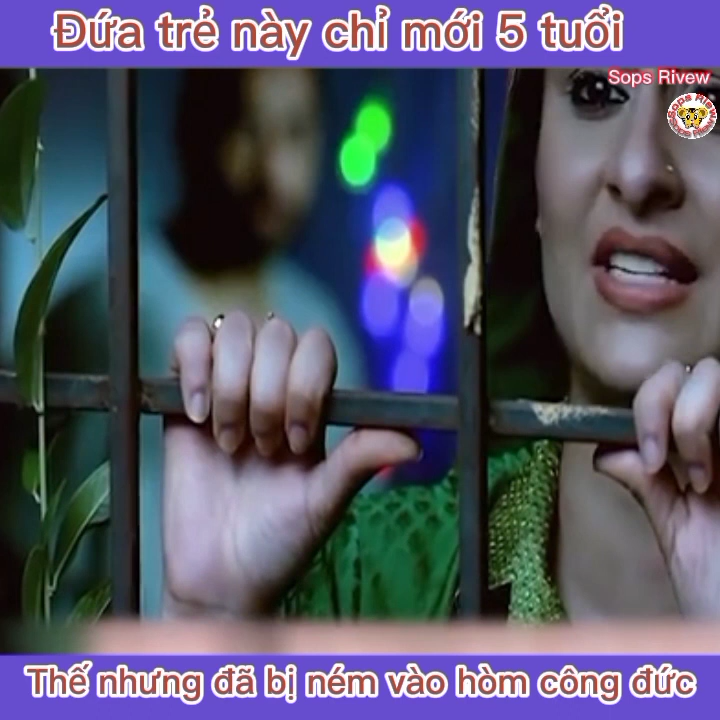 Đứa trẻ này chỉ mới 5 tuổi
Sops Rivew
Thế nhưng đã bị ném vào hòm công đức